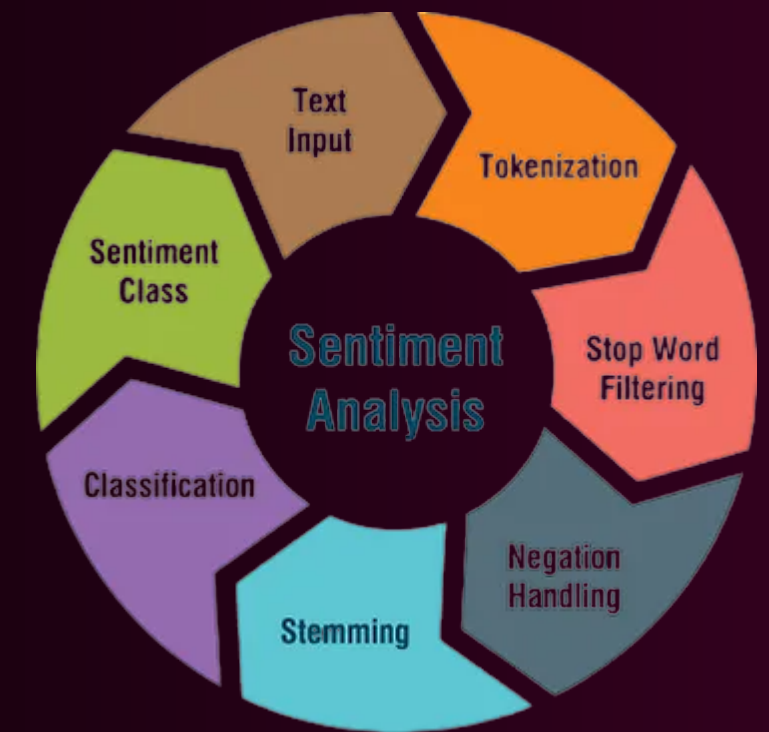 Text
Input
Tokenization
Stop Word
Filtering
Negation
Handling
Stemming
Classification
Sentiment
Class
Sentiment
Analysis